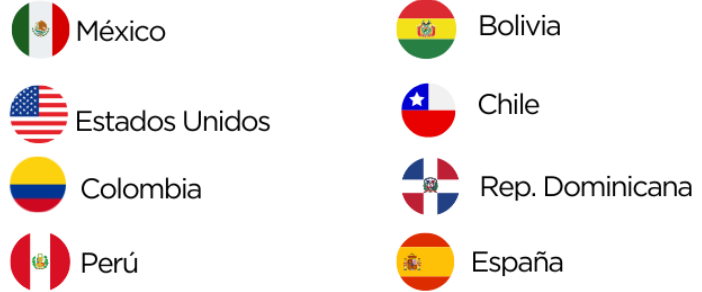 México
Estados Unidos
Colombia
Perú
Bolivia
Chile
Rep. Dominicana
España